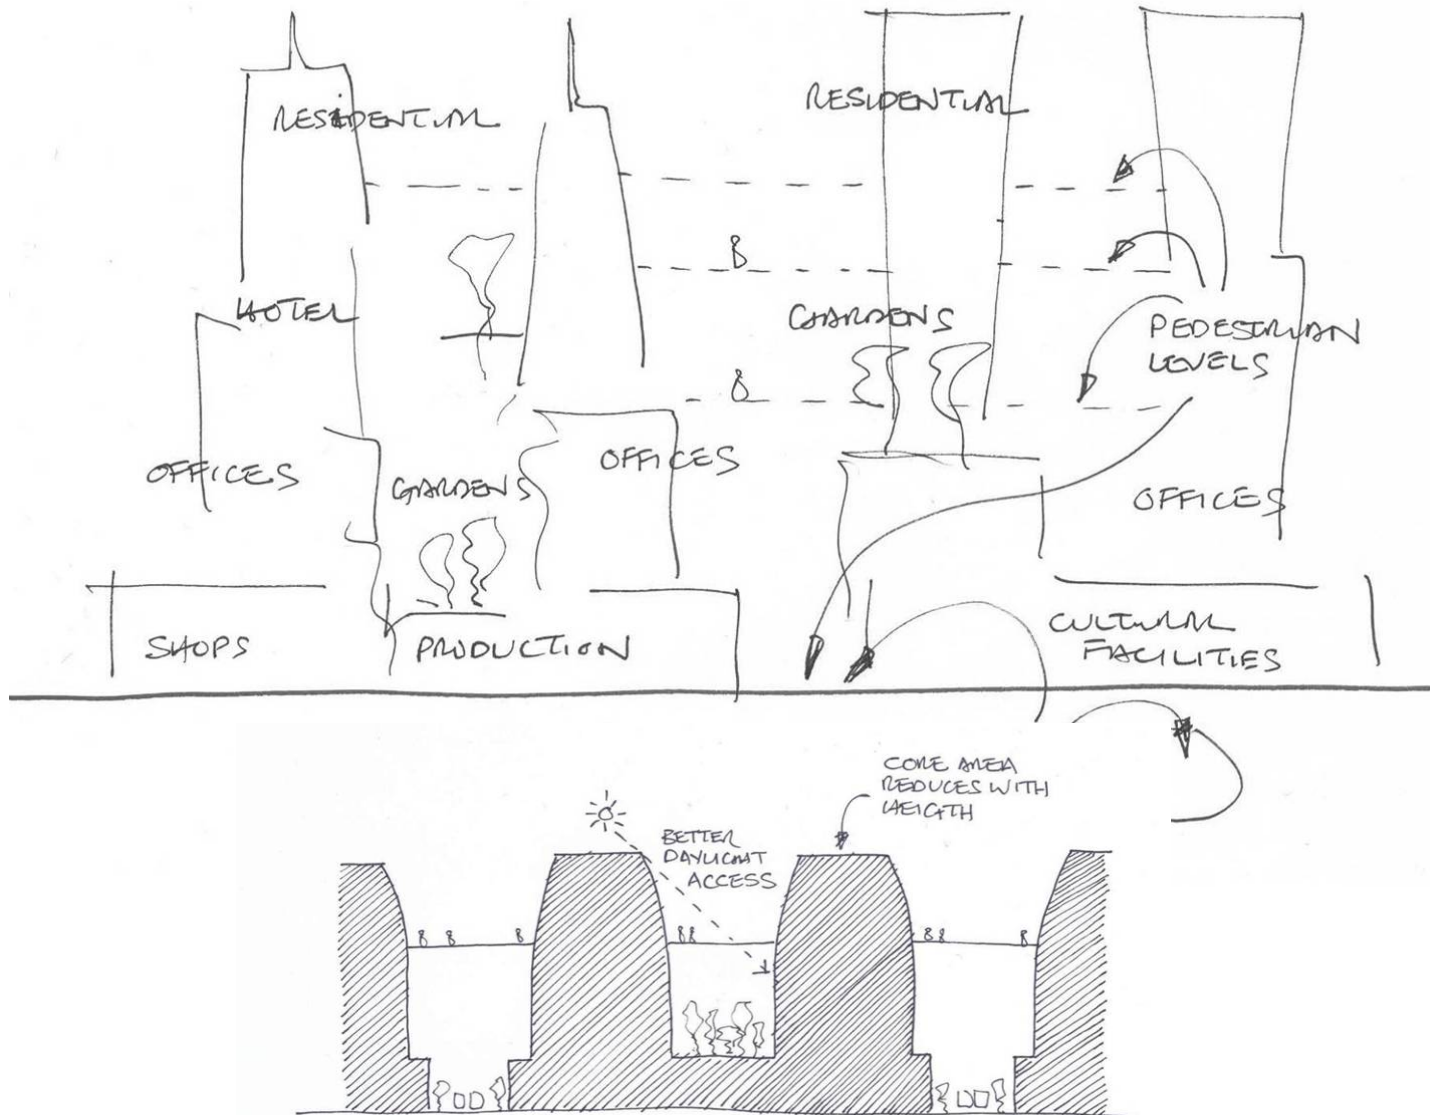 RESIDENTIAL
RESIDENTIAL
HOTEL
GARDENS
PEDESTRIAN
LEVELS
OFFICES
GARDENS
OFFICES
OFFICES
SHOPS
PRODUCTION
CULTURAL
FACILITIES
CORE AREA
REDUCES WITH
HEIGTH
BETTER
DAYLIGHT
ACCESS